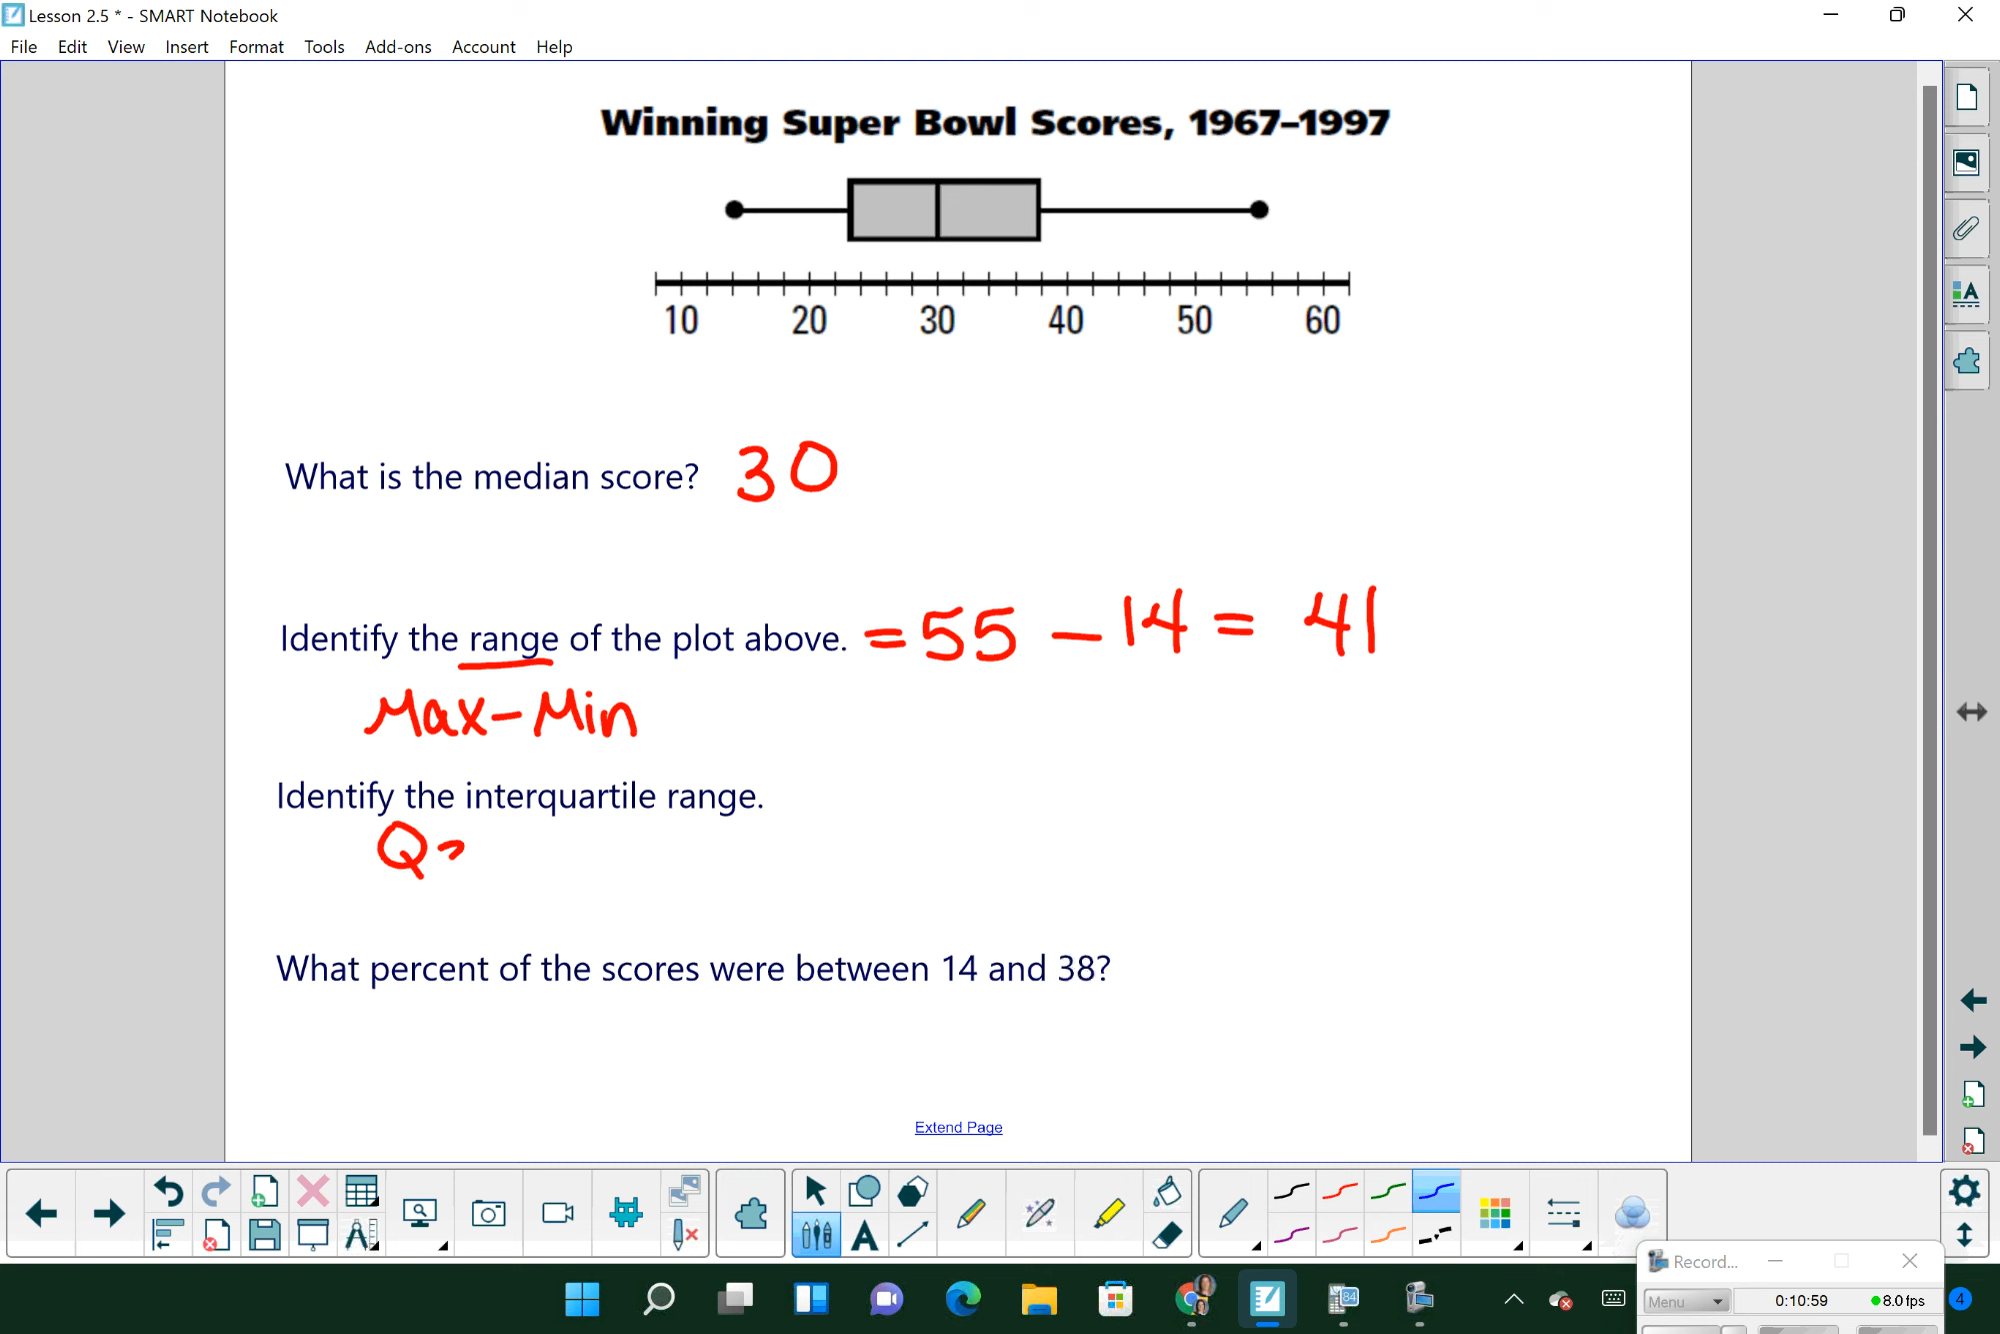 Lesson 2.5 * - SMART Notebook
File Edit View Insert Format Tools Add-ons Account Help
Winning Super Bowl Scores, 1967–1997
10 20 30 40 50 60
What is the median score? 30
Identify the range of the plot above. = 55 - 14 = 41
Max - Min
Identify the interquartile range.
Q
What percent of the scores were between 14 and 38?
Extend Page
Record...
Menu 0:10:59 8.0 fps
84
4